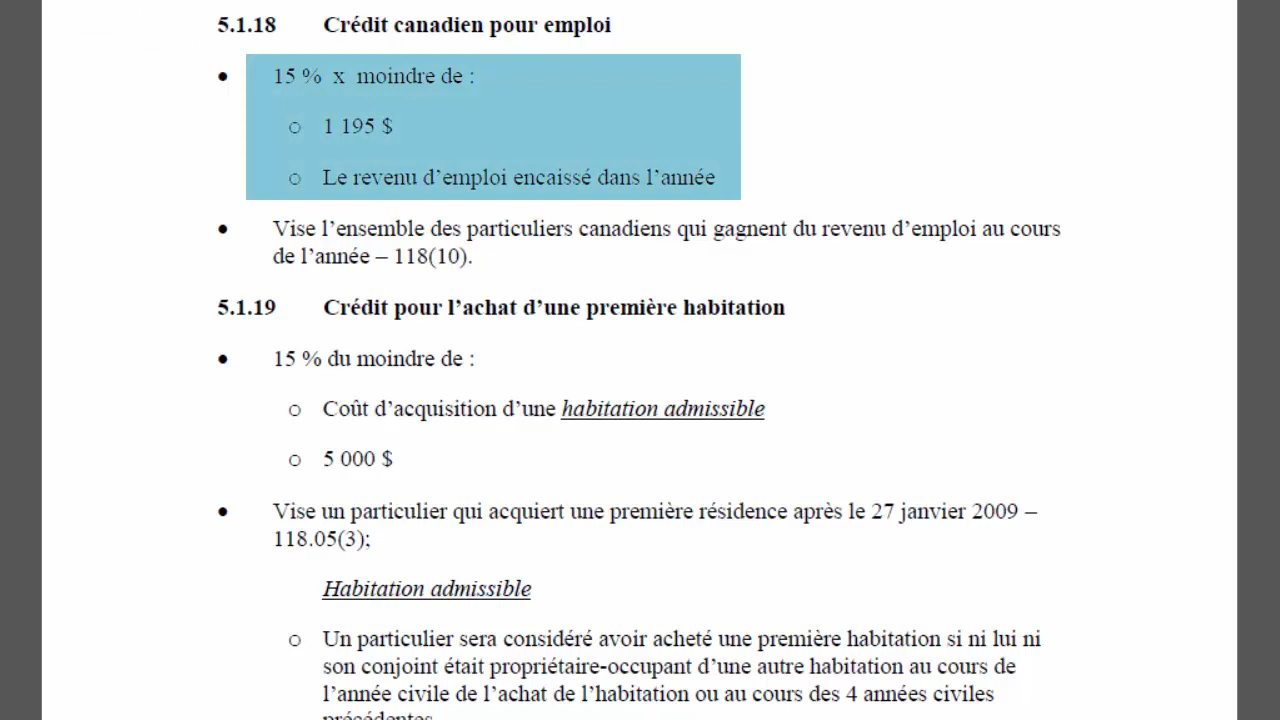 5.1.18 Crédit canadien pour emploi
• 15 % x moindre de :
o 1 195 $
o Le revenu d’emploi encaissé dans l’année
• Vise l’ensemble des particuliers canadiens qui gagnent du revenu d’emploi au cours
de l’année – 118(10).
5.1.19 Crédit pour l’achat d’une première habitation
• 15 % du moindre de :
o Coût d’acquisition d’une habitation admissible
o 5 000 $
• Vise un particulier qui acquiert une première résidence après le 27 janvier 2009 –
118.05(3);
Habitation admissible
o Un particulier sera considéré avoir acheté une première habitation si ni lui ni
son conjoint était propriétaire-occupant d’une autre habitation au cours de
l’année civile de l’achat de l’habitation ou au cours des 4 années civiles
précédentes